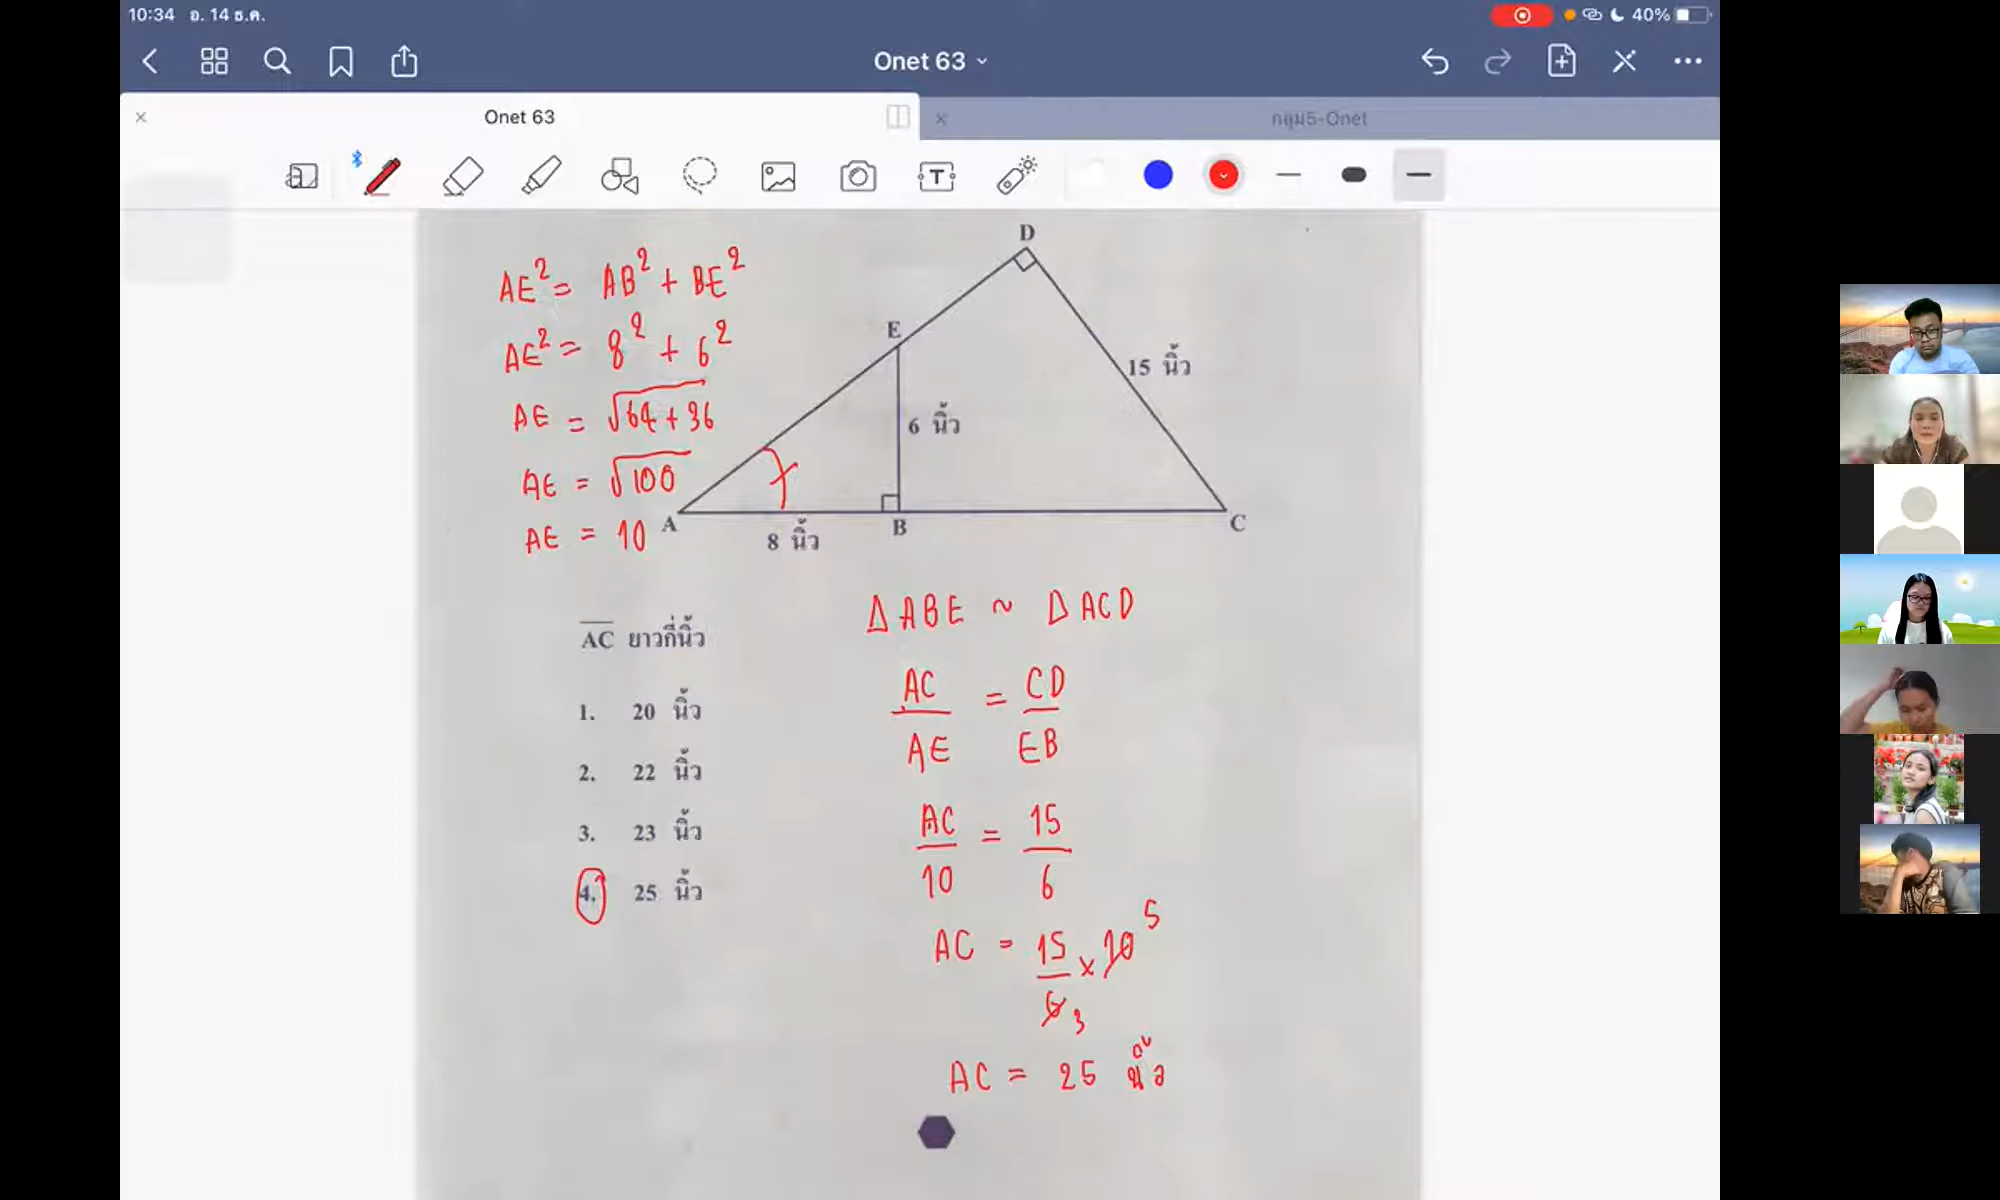 10:34 อ. 14 ธ.ค.
40%
Onet 63
Onet 63
กลุ่ม5-Onet
AE² = AB² + BE²
AE² = 8² + 6²
AE = √64+36
AE = √100
AE = 10
D
E
15 นิ้ว
6 นิ้ว
A
B
C
8 นิ้ว
AC ยาวกี่นิ้ว
1. 20 นิ้ว
2. 22 นิ้ว
3. 23 นิ้ว
4. 25 นิ้ว
Δ ABE ~ Δ ACD
AC/AE = CD/EB
AC/10 = 15/6
AC = 15/6 × 10 5
3
AC = 25 นิ้ว